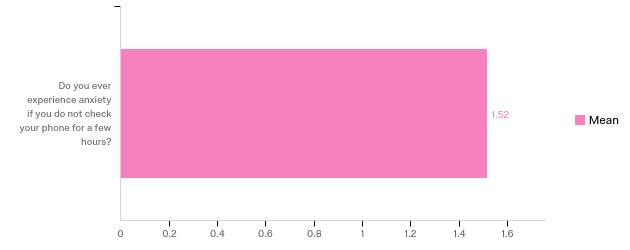 Do you ever
experience anxiety
if you do not check
your phone for a few
hours?
1.52
Mean
0
0.2
0.4
0.6
0.8
1
1.2
1.4
1.6